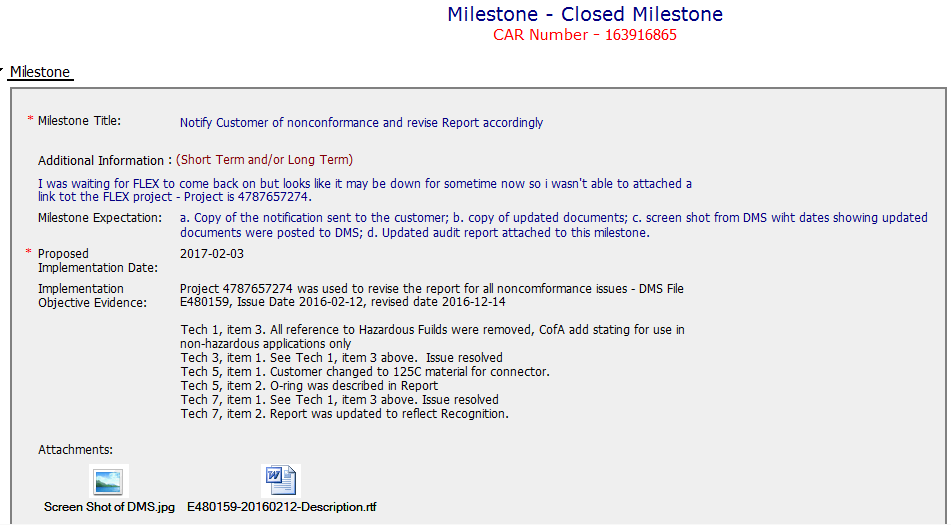 Milestone - Closed Milestone
CAR Number - 163916865
Milestone
* Milestone Title: Notify Customer of nonconformance and revise Report accordingly
Additional Information : (Short Term and/or Long Term)
I was waiting for FLEX to come back on but looks like it may be down for sometime now so i wasn't able to attached a
link tot the FLEX project - Project is 4787657274.
Milestone Expectation: a. Copy of the notification sent to the customer; b. copy of updated documents; c. screen shot from DMS wiht dates showing updated
documents were posted to DMS; d. Updated audit report attached to this milestone.
* Proposed 2017-02-03
Implementation Date:
Implementation Project 4787657274 was used to revise the report for all noncomformance issues - DMS File
Objective Evidence: E480159, Issue Date 2016-02-12, revised date 2016-12-14
Tech 1, item 3. All reference to Hazardous Fuilds were removed, CofA add stating for use in
non-hazardous applications only
Tech 3, item 1. See Tech 1, item 3 above. Issue resolved
Tech 5, item 1. Customer changed to 125C material for connector.
Tech 5, item 2. O-ring was described in Report
Tech 7, item 1. See Tech 1, item 3 above. Issue resolved
Tech 7, item 2. Report was updated to reflect Recognition.
Attachments:
Screen Shot of DMS.jpg E480159-20160212-Description.rtf